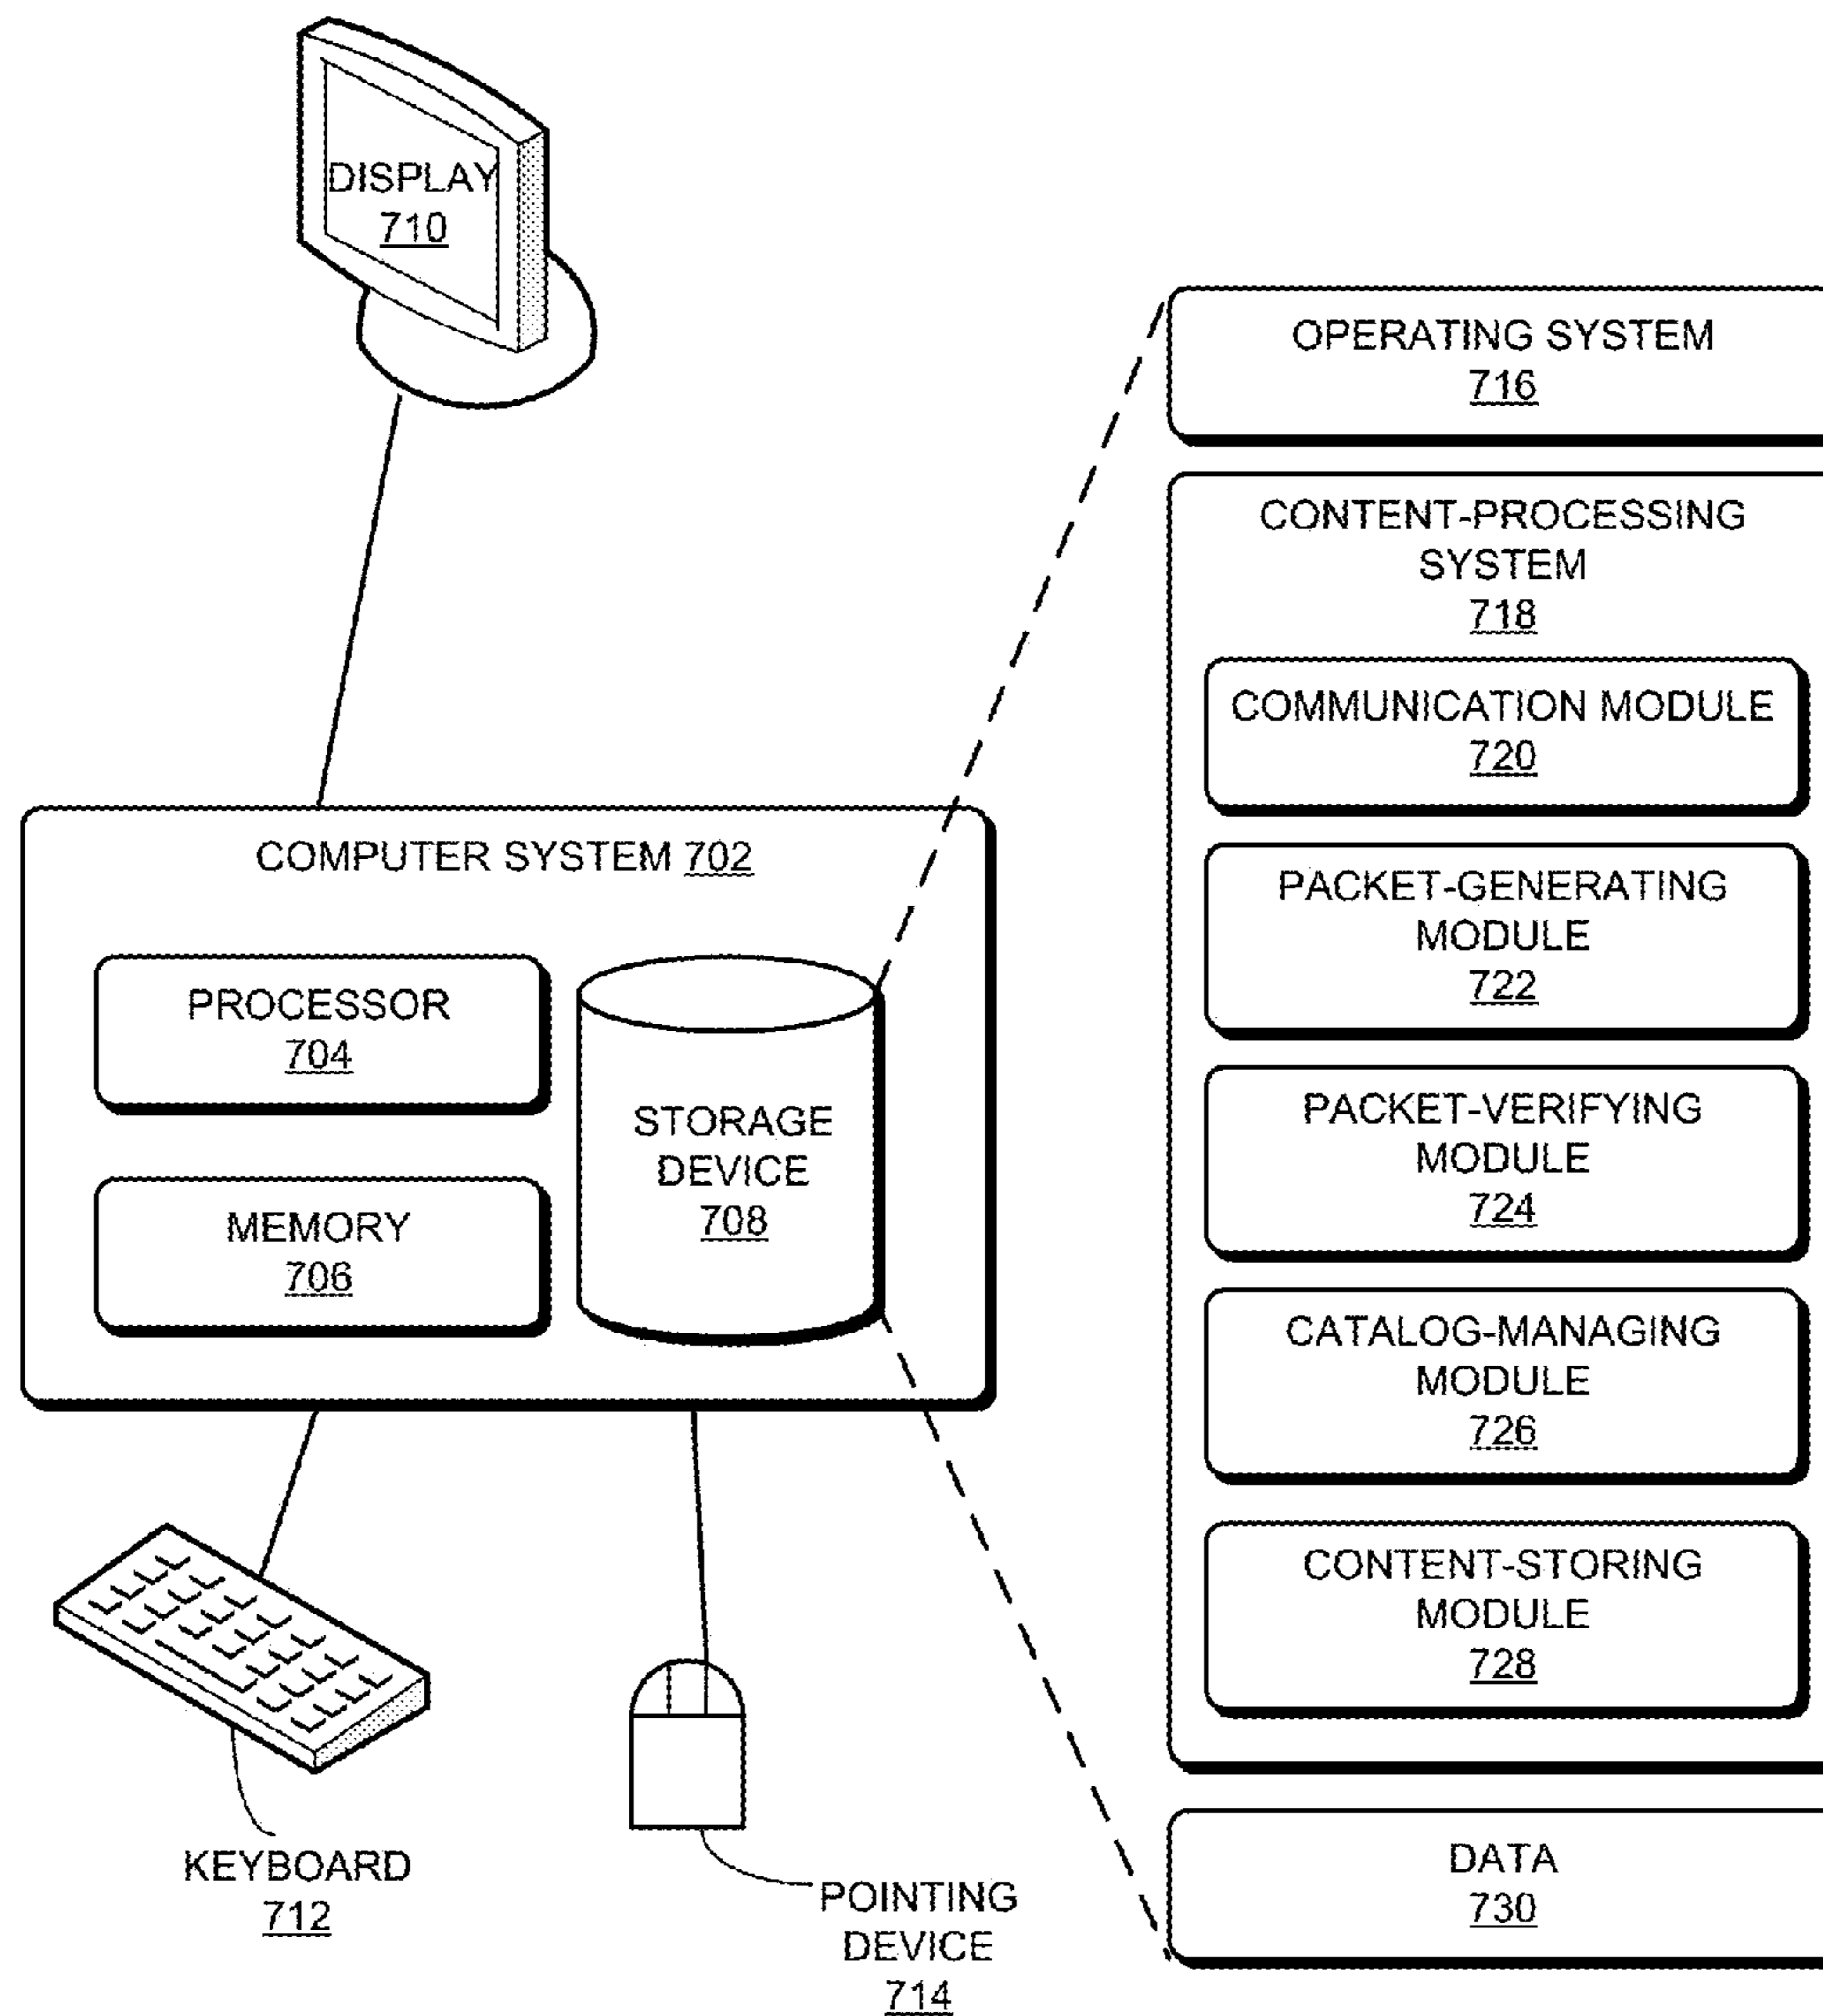 DISPLAY
710
COMPUTER SYSTEM 702
PROCESSOR
704
MEMORY
706
STORAGE
DEVICE
708
KEYBOARD
712
POINTING
DEVICE
714
OPERATING SYSTEM
716
CONTENT-PROCESSING
SYSTEM
718
COMMUNICATION MODULE
720
PACKET-GENERATING
MODULE
722
PACKET-VERIFYING
MODULE
724
CATALOG-MANAGING
MODULE
726
CONTENT-STORING
MODULE
728
DATA
730